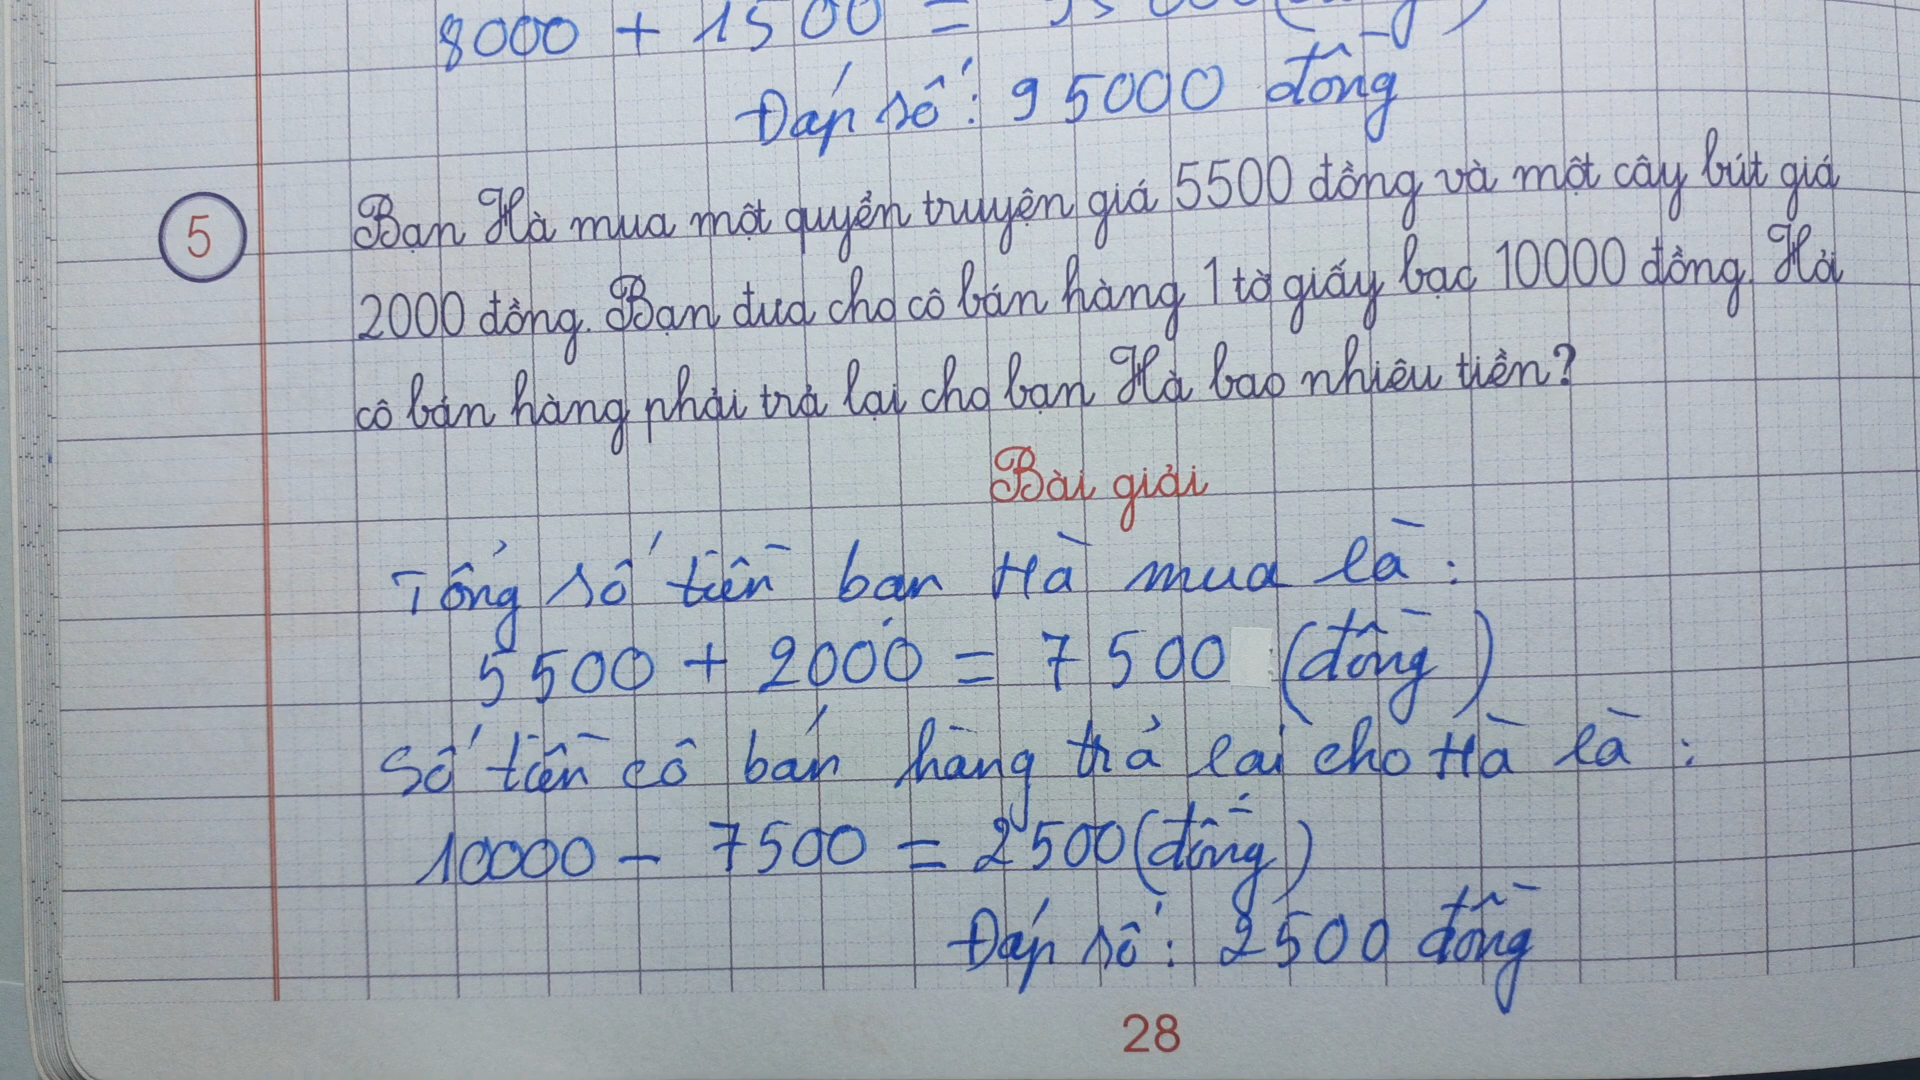 8000 + 1500 =
Đáp số: 95000 đồng
5 Bạn Hà mua một quyển truyện giá 5500 đồng và một cây bút giá
2000 đồng. Bạn đưa cho cô bán hàng 1 tờ giấy bạc 10000 đồng. Hỏi
cô bán hàng phải trả lại cho bạn Hà bao nhiêu tiền?
Bài giải
Tổng số tiền bạn Hà mua là:
5500 + 2000 = 7500 (đồng)
Số tiền cô bán hàng trả lại cho Hà là:
10000 - 7500 = 2500 (đồng)
Đáp số: 2500 đồng
28